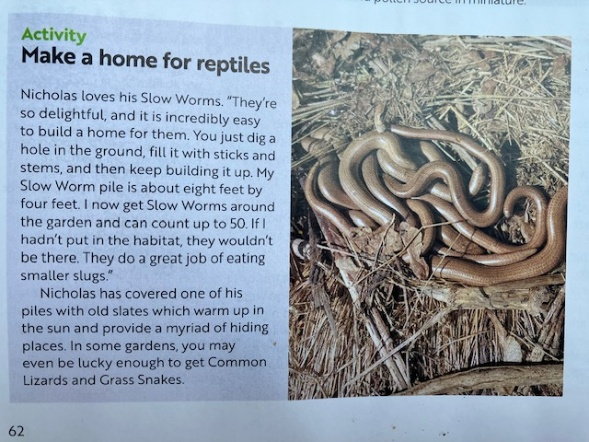 pollen source in miniature.
Activity
Make a home for reptiles
Nicholas loves his Slow Worms. “They’re
so delightful, and it is incredibly easy
to build a home for them. You just dig a
hole in the ground, fill it with sticks and
stems, and then keep building it up. My
Slow Worm pile is about eight feet by
four feet. I now get Slow Worms around
the garden and can count up to 50. If I
hadn’t put in the habitat, they wouldn’t
be there. They do a great job of eating
smaller slugs.”
Nicholas has covered one of his
piles with old slates which warm up in
the sun and provide a myriad of hiding
places. In some gardens, you may
even be lucky enough to get Common
Lizards and Grass Snakes.
62